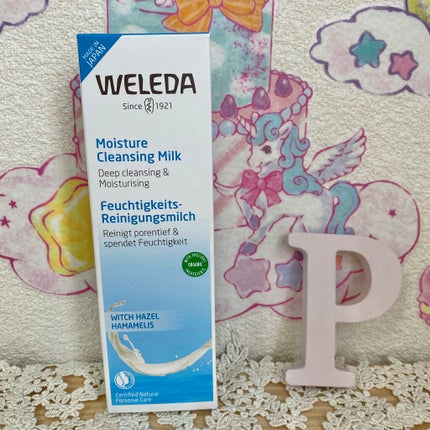 MADE IN
JAPAN
WELEDA
Since 1921
Moisture
Cleansing Milk
Deep cleansing &
Moisturising
Feuchtigkeits-
Reinigungsmilch
Reinigt porentief &
spendet Feuchtigkeit
ORGANIC
WITCH HAZEL
HAMAMELIS
Certified Natural
Personal Care
P